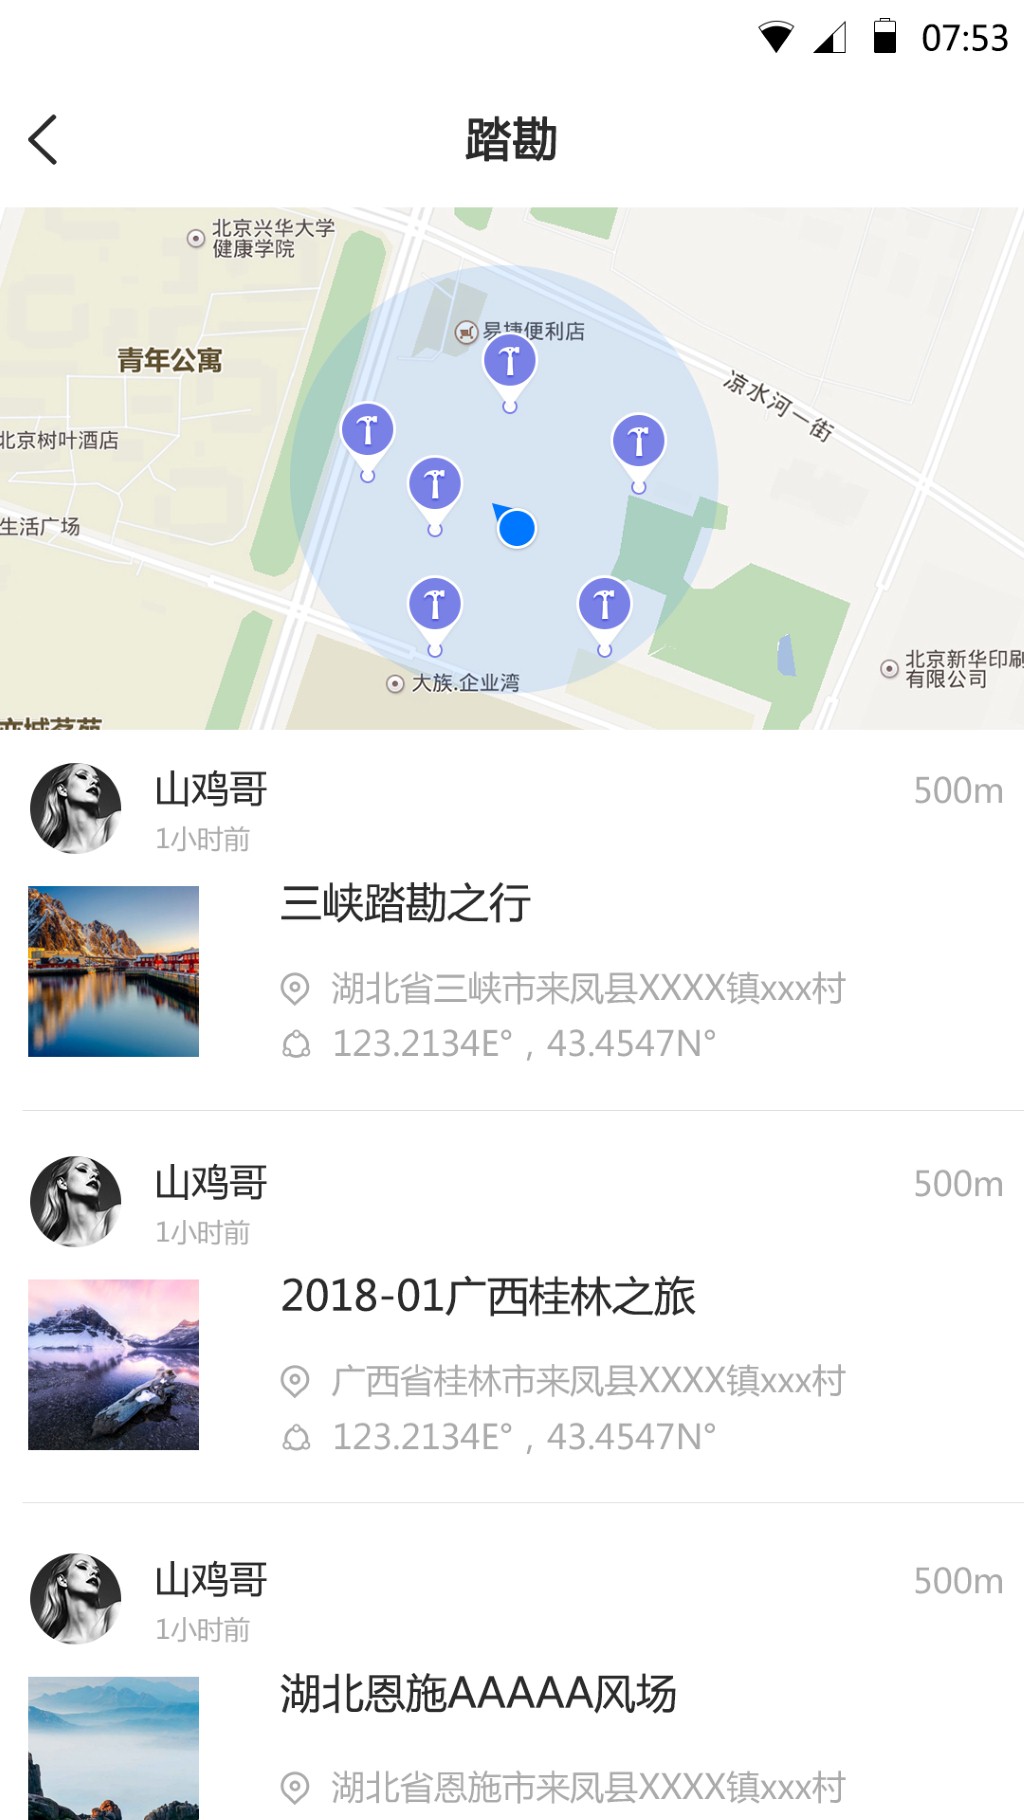 07:53
踏勘
北京兴华大学
健康学院
易捷便利店
青年公寓
凉水河一街
北京树叶酒店
生活广场
北京新华印刷
有限公司
大族.企业湾
山鸡哥
500m
1小时前
三峡踏勘之行
湖北省三峡市来凤县XXXX镇xxx村
123.2134E° , 43.4547N°
山鸡哥
500m
1小时前
2018-01广西桂林之旅
广西省桂林市来凤县XXXX镇xxx村
123.2134E° , 43.4547N°
山鸡哥
500m
1小时前
湖北恩施AAAAA风场
湖北省恩施市来凤县XXXX镇xxx村